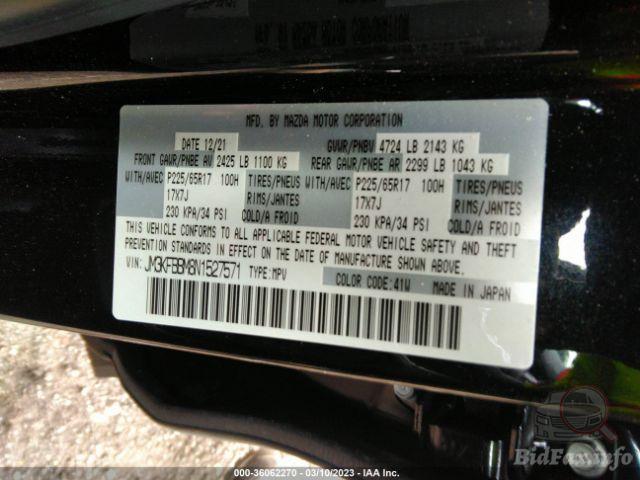 MFD. BY MAZDA MOTOR CORPORATION
DATE 12/21 GVWR/PNBV 4724 LB 2143 KG
FRONT GAWR/PNBE AV 2425 LB 1100 KG REAR GAWR/PNBE AR 2299 LB 1043 KG
WITH/AVEC P225/65R17 100H TIRES/PNEUS WITH/AVEC P225/65R17 100H TIRES/PNEUS
17X7J RIMS/JANTES 17X7J RIMS/JANTES
230 KPA/34 PSI COLD/A FROID 230 KPA/34 PSI COLD/A FROID
THIS VEHICLE CONFORMS TO ALL APPLICABLE FEDERAL MOTOR VEHICLE SAFETY AND THEFT
PREVENTION STANDARDS IN EFFECT ON THE DATE OF MANUFACTURE SHOWN ABOVE.
VIN: JM3KFBBM8N1527571 TYPE:MPV COLOR CODE:41W MADE IN JAPAN
000-36062270 - 03/10/2023 - IAA Inc.
BidFax.info